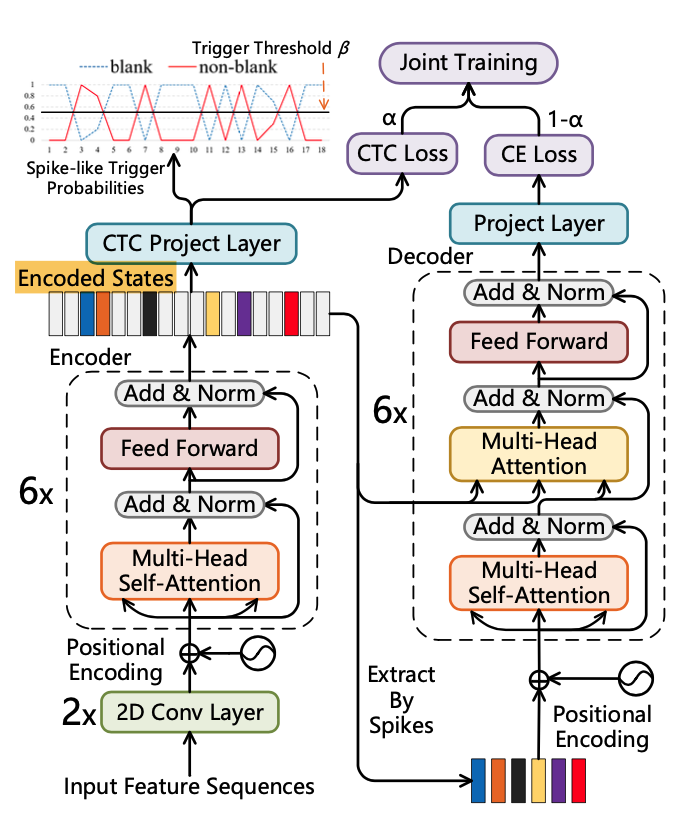 Trigger Threshold β
blank
non-blank
1
0.8
0.6
0.4
0.2
0
1 2 3 4 5 6 7 8 9 10 11 12 13 14 15 16 17 18
Spike-like Trigger
Probabilities
Joint Training
α
1-α
CTC Loss
CE Loss
CTC Project Layer
Project Layer
Encoded States
Decoder
Add & Norm
Feed Forward
Add & Norm
6x
Multi-Head
Attention
Add & Norm
Multi-Head
Self-Attention
Encoder
Add & Norm
Feed Forward
6x
Add & Norm
Multi-Head
Self-Attention
Positional
Encoding
2x
2D Conv Layer
Input Feature Sequences
Extract
By
Spikes
Positional
Encoding